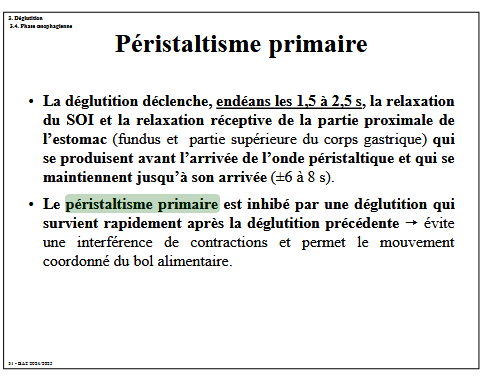 3. Déglutition
3.4. Phase œsophagienne
Péristaltisme primaire
• La déglutition déclenche, endéans les 1,5 à 2,5 s, la relaxation
du SOI et la relaxation réceptive de la partie proximale de
l'estomac (fundus et partie supérieure du corps gastrique) qui
se produisent avant l'arrivée de l'onde péristaltique et qui se
maintiennent jusqu'à son arrivée (±6 à 8 s).
• Le péristaltisme primaire est inhibé par une déglutition qui
survient rapidement après la déglutition précédente → évite
une interférence de contractions et permet le mouvement
coordonné du bol alimentaire.
2024/2025